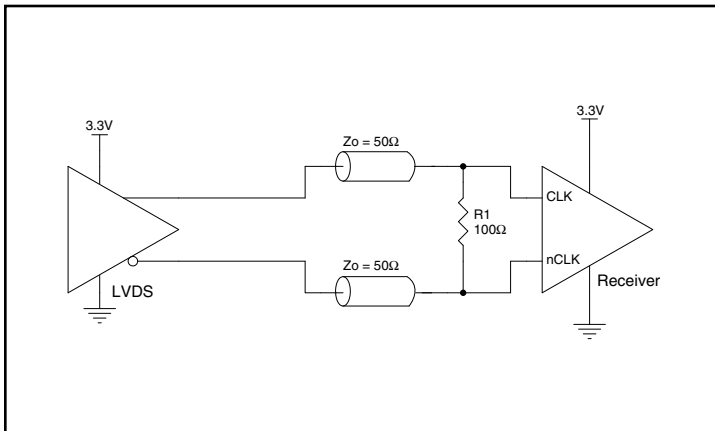 3.3V
LVDS
Zo = 50Ω
Zo = 50Ω
R1
100Ω
3.3V
CLK
nCLK
Receiver